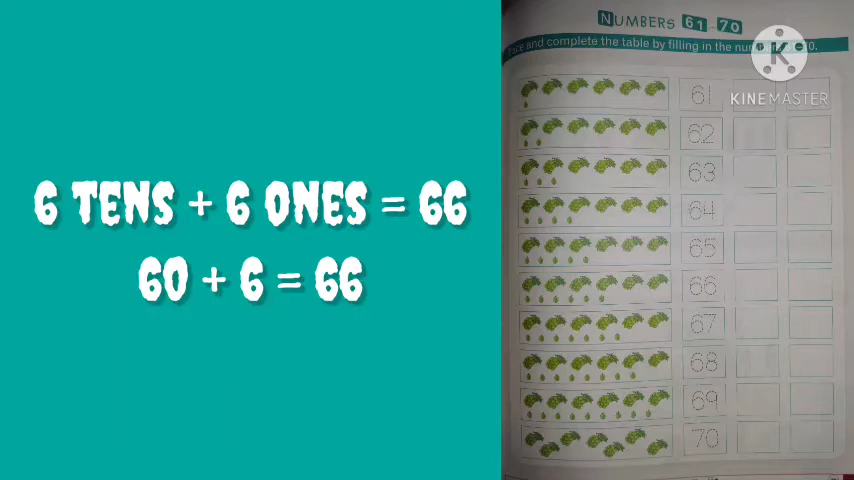 6 TENS + 6 ONES = 66
60 + 6 = 66
NUMBERS 61 - 70
and complete the table by filling in the
KINEMASTER
61
62
63
64
65
66
67
68
69
70